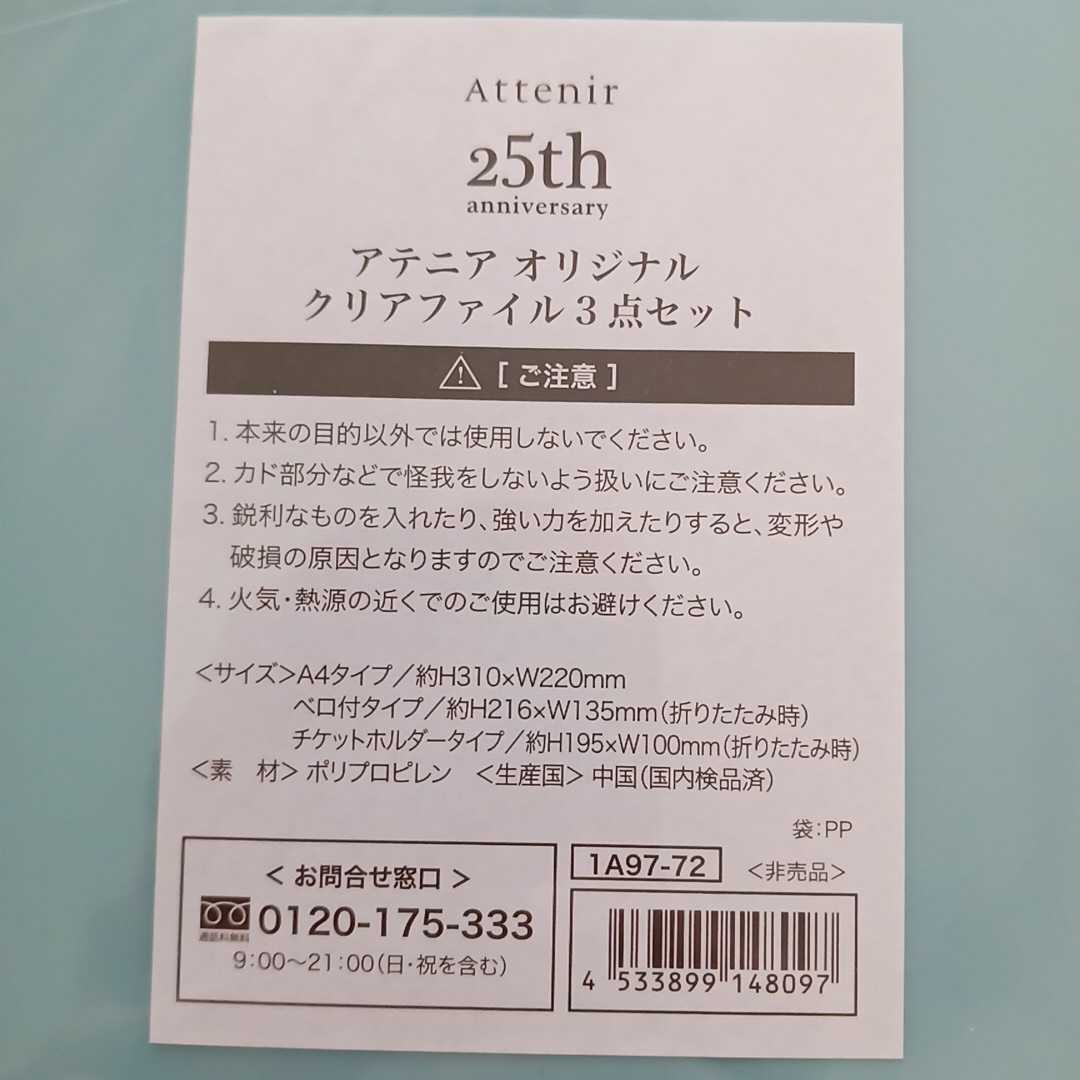 Attenir
25th
anniversary
アテニア オリジナル
クリアファイル3点セット
[ ご注意 ]
1. 本来の目的以外では使用しないでください。
2. カド部分などで怪我をしないよう扱いにご注意ください。
3. 鋭利なものを入れたり、強い力を加えたりすると、変形や
破損の原因となりますのでご注意ください。
4. 火気・熱源の近くでのご使用はお避けください。
＜サイズ＞A4タイプ／約H310×W220mm
ベロ付タイプ／約H216×W135mm(折りたたみ時)
チケットホルダータイプ／約H195×W100mm(折りたたみ時)
＜素　材＞ ポリプロピレン ＜生産国＞ 中国(国内検品済)
袋：PP
＜ お問合せ窓口 ＞
通話料無料
0120-175-333
9:00〜21:00(日・祝を含む)
1A97-72 ＜非売品＞
4 533899 148097